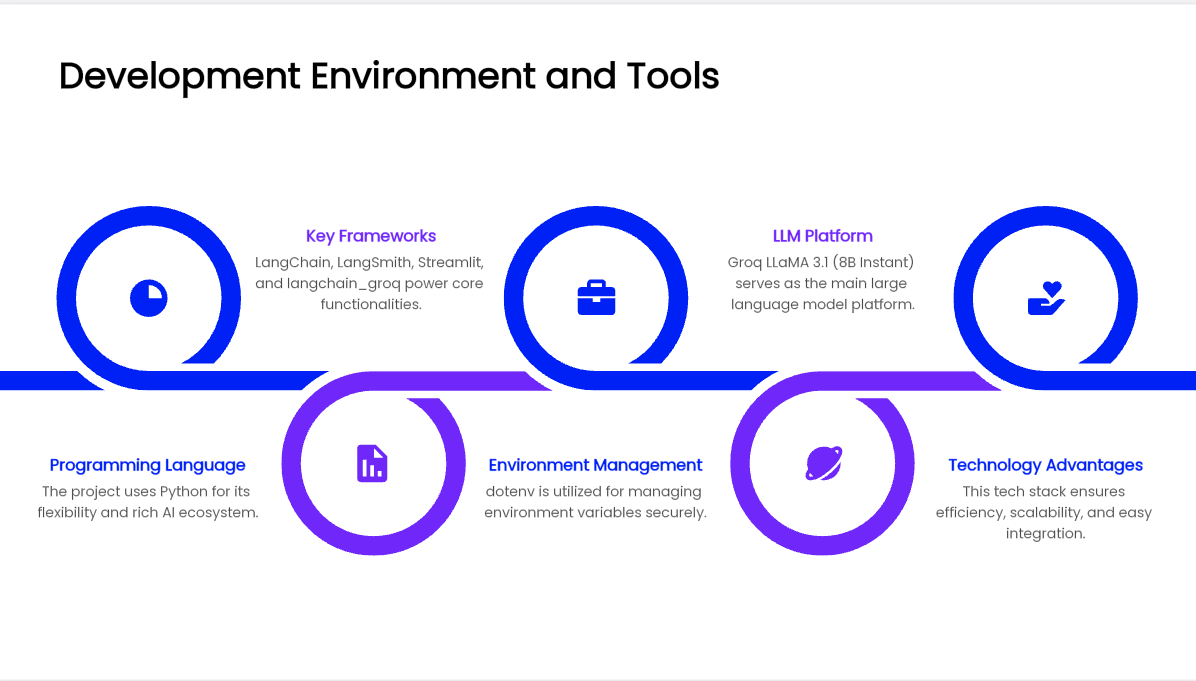 Development Environment and Tools
Key Frameworks
LangChain, LangSmith, Streamlit,
and langchain_groq power core
functionalities.
LLM Platform
Groq LLaMA 3.1 (8B Instant)
serves as the main large
language model platform.
Programming Language
The project uses Python for its
flexibility and rich AI ecosystem.
Environment Management
dotenv is utilized for managing
environment variables securely.
Technology Advantages
This tech stack ensures
efficiency, scalability, and easy
integration.